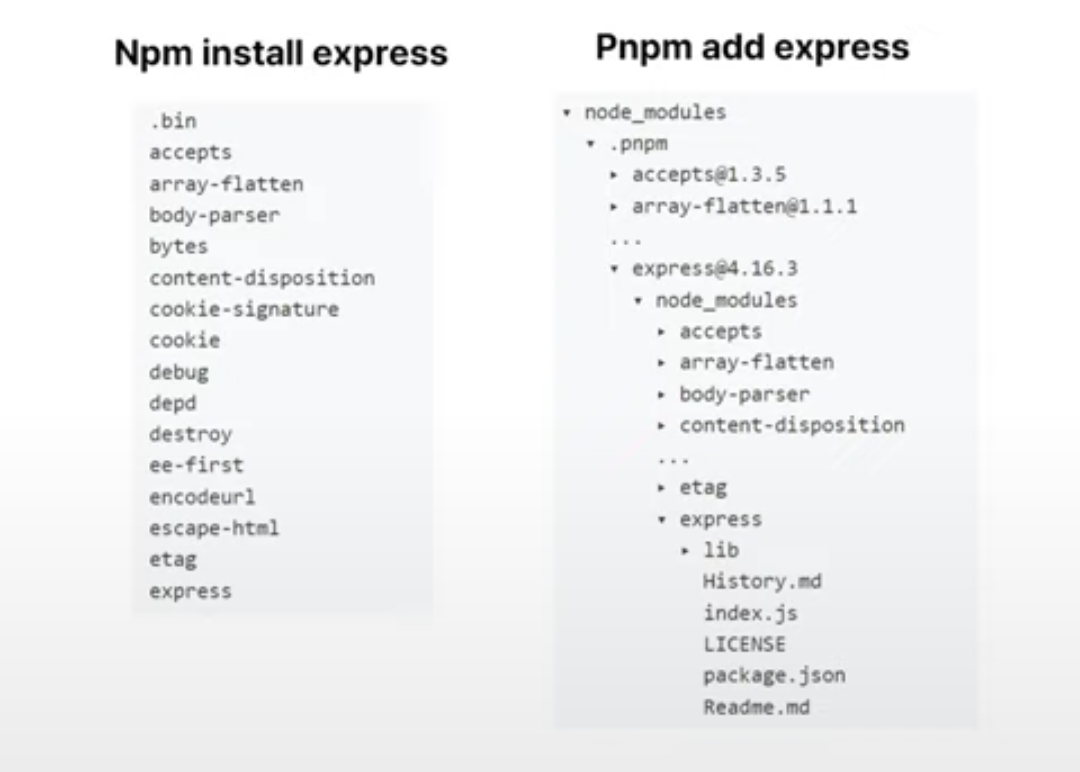 Npm install express
.bin
accepts
array-flatten
body-parser
bytes
content-disposition
cookie-signature
cookie
debug
depd
destroy
ee-first
encodeurl
escape-html
etag
express
Pnpm add express
▾ node_modules
▾ .pnpm
▸ accepts@1.3.5
▸ array-flatten@1.1.1
...
▾ express@4.16.3
▾ node_modules
▸ accepts
▸ array-flatten
▸ body-parser
▸ content-disposition
...
▸ etag
▾ express
▸ lib
History.md
index.js
LICENSE
package.json
Readme.md